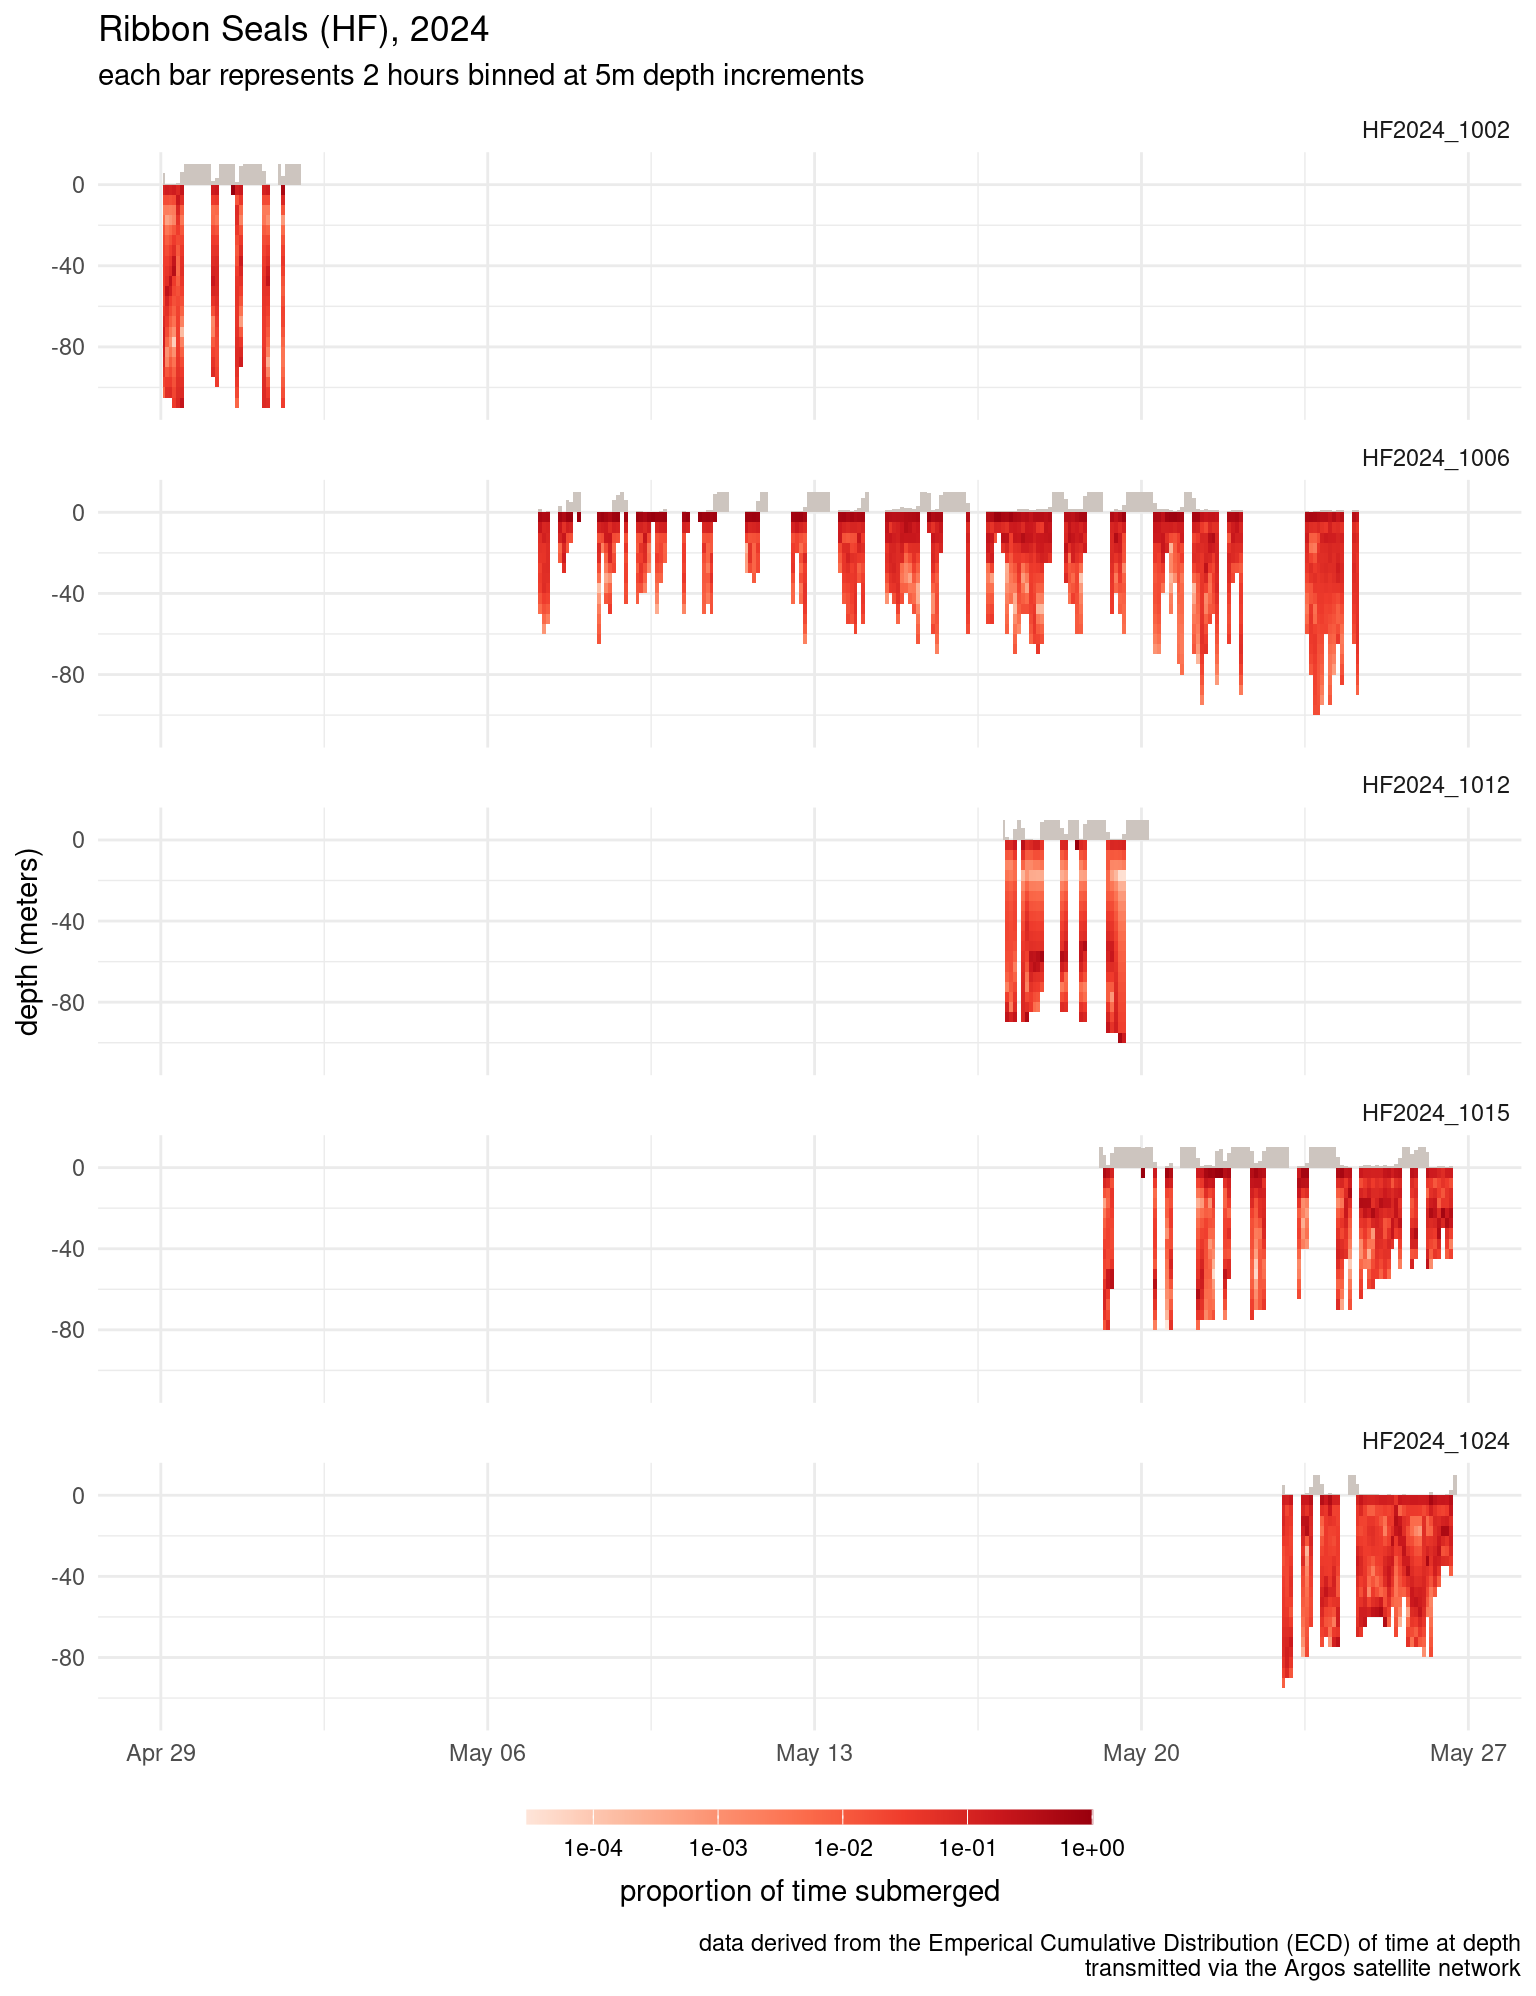 Ribbon Seals (HF), 2024
each bar represents 2 hours binned at 5m depth increments
HF2024_1002
0
-40
-80
HF2024_1006
0
-40
-80
HF2024_1012
0
-40
-80
depth (meters)
HF2024_1015
0
-40
-80
HF2024_1024
0
-40
-80
Apr 29 May 06 May 13 May 20 May 27
1e-04 1e-03 1e-02 1e-01 1e+00
proportion of time submerged
data derived from the Emperical Cumulative Distribution (ECD) of time at depth
transmitted via the Argos satellite network